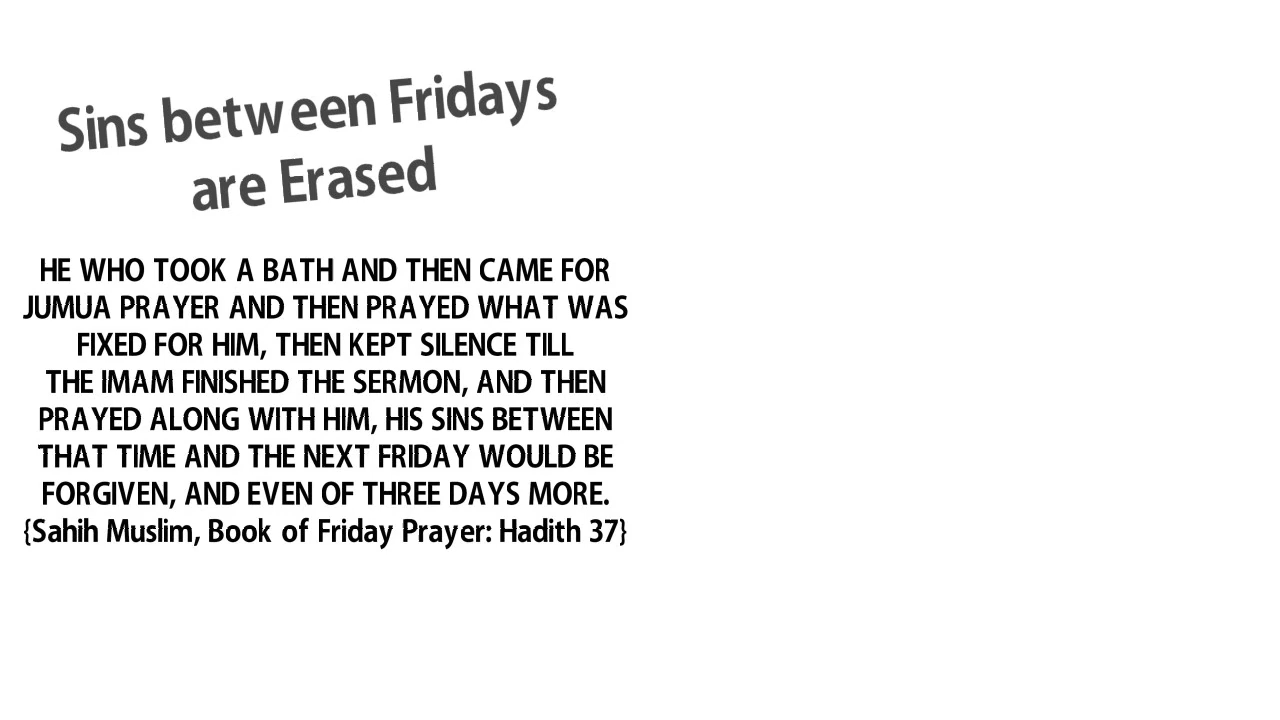 Sins between Fridays
are Erased
HE WHO TOOK A BATH AND THEN CAME FOR
JUMUA PRAYER AND THEN PRAYED WHAT WAS
FIXED FOR HIM, THEN KEPT SILENCE TILL
THE IMAM FINISHED THE SERMON, AND THEN
PRAYED ALONG WITH HIM, HIS SINS BETWEEN
THAT TIME AND THE NEXT FRIDAY WOULD BE
FORGIVEN, AND EVEN OF THREE DAYS MORE.
{Sahih Muslim, Book of Friday Prayer: Hadith 37}